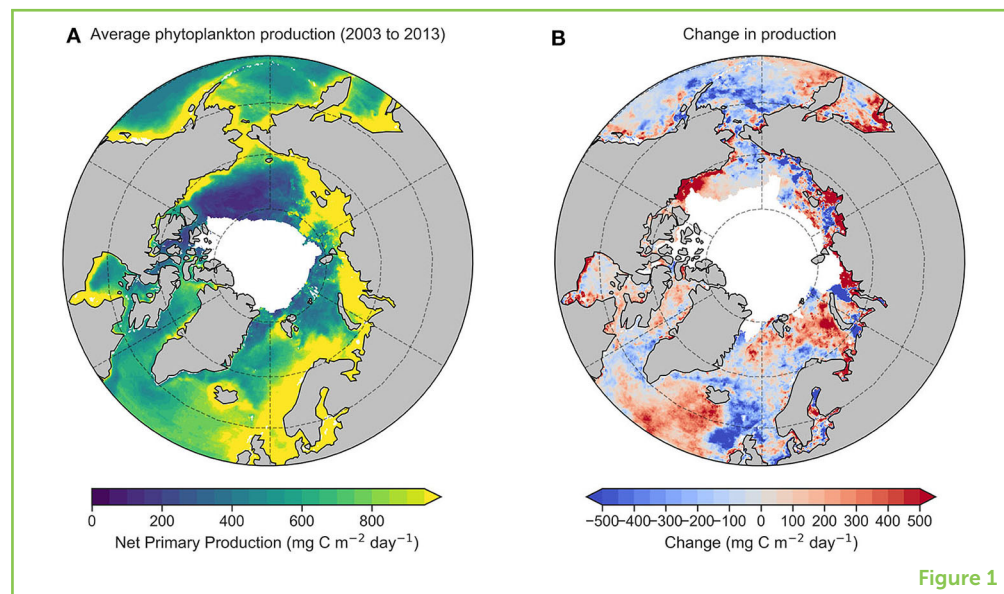 A Average phytoplankton production (2003 to 2013)
B Change in production
0 200 400 600 800
Net Primary Production (mg C m⁻² day⁻¹)
−500−400−300−200−100 0 100 200 300 400 500
Change (mg C m⁻² day⁻¹)
Figure 1